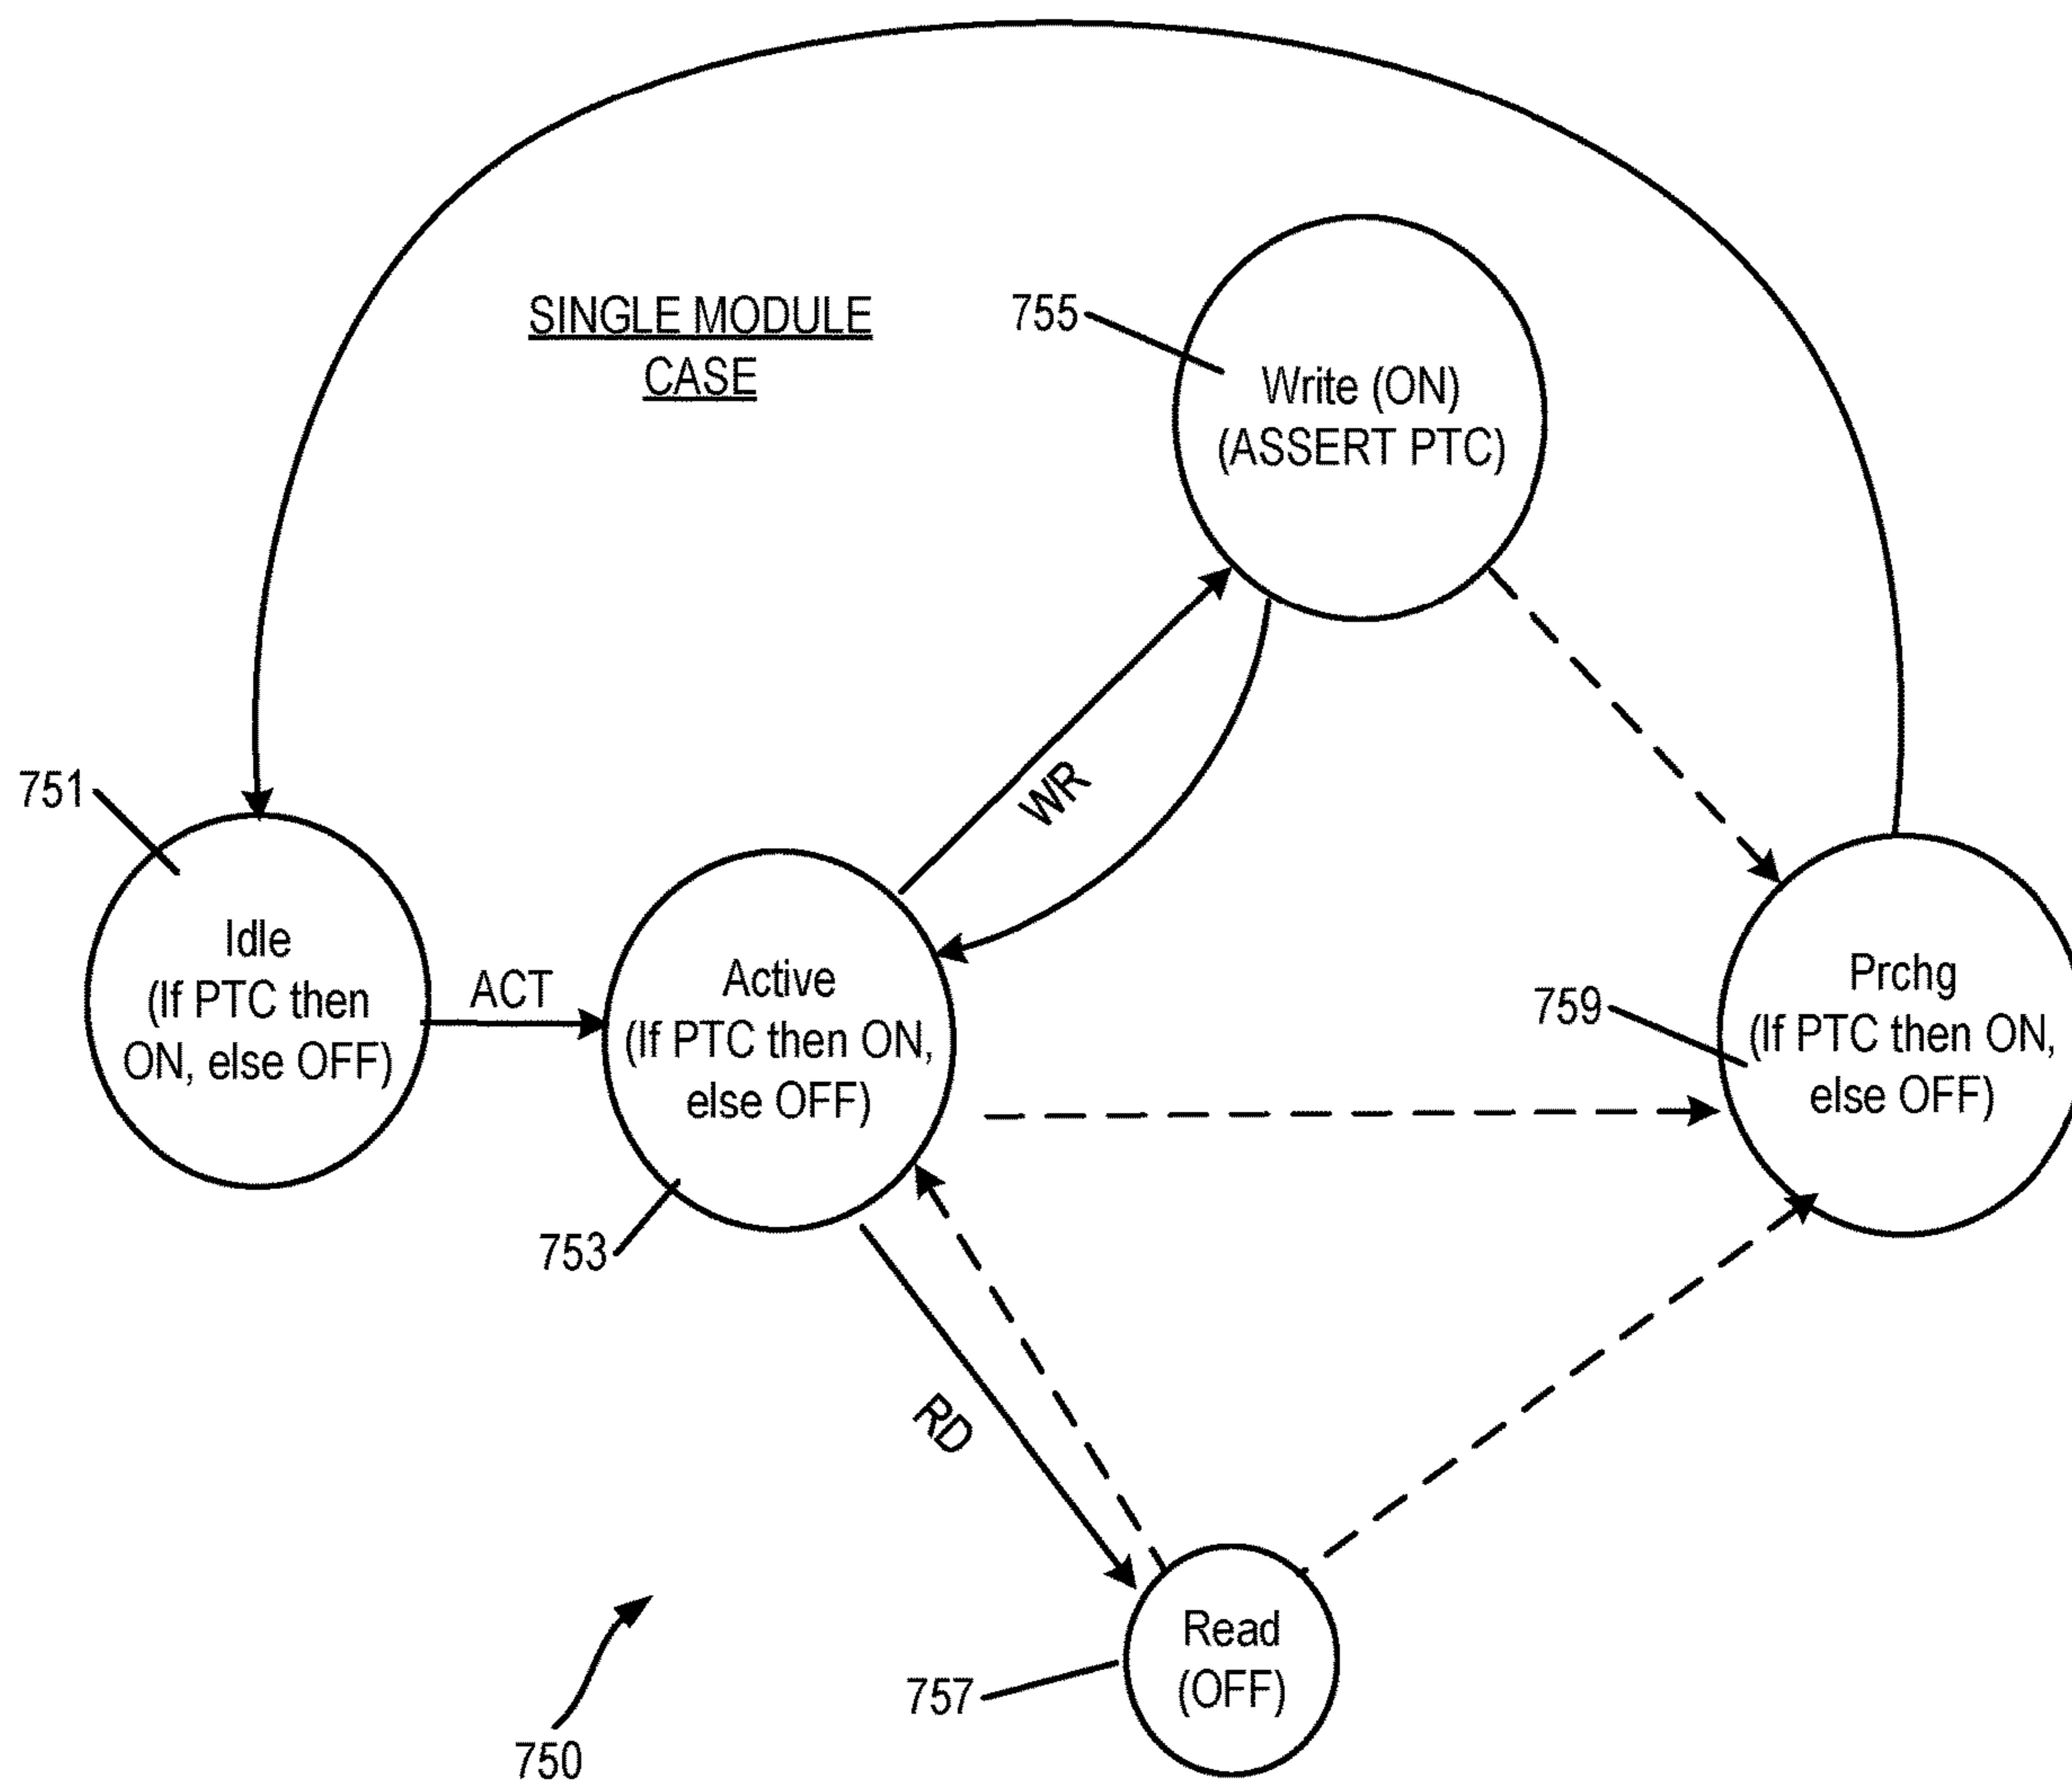 SINGLE MODULE
CASE
755
Write (ON)
(ASSERT PTC)
WR
751
Idle
(If PTC then
ON, else OFF)
ACT
Active
(If PTC then ON,
else OFF)
753
759
Prchg
(If PTC then ON,
else OFF)
RD
Read
(OFF)
757
750